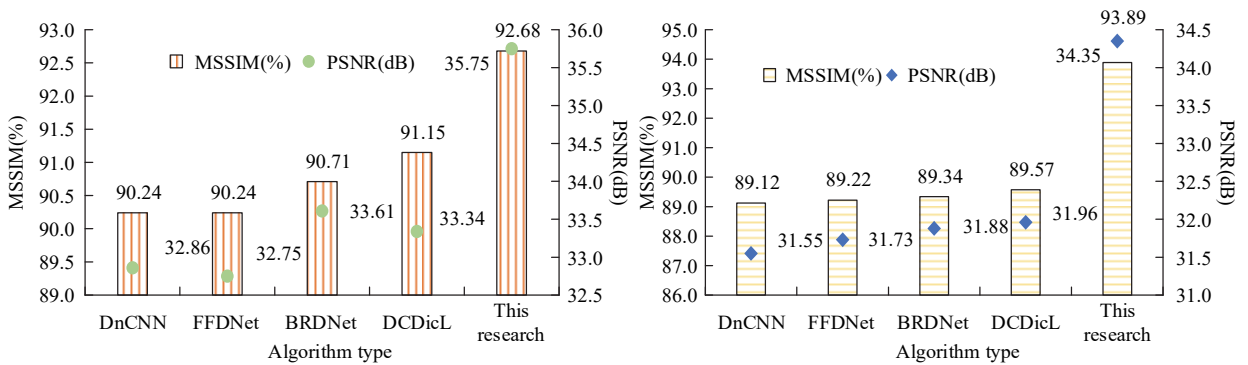 93.0
92.5
92.0
91.5
91.0
90.5
90.0
89.5
89.0
MSSIM(%)
MSSIM(%)
PSNR(dB)
90.24
90.24
90.71
91.15
92.68
32.86
32.75
33.61
33.34
35.75
36.0
35.5
35.0
34.5
34.0
33.5
33.0
32.5
PSNR(dB)
DnCNN
FFDNet
BRDNet
DCDicL
This
research
Algorithm type
95.0
94.0
93.0
92.0
91.0
90.0
89.0
88.0
87.0
86.0
MSSIM(%)
MSSIM(%)
PSNR(dB)
89.12
89.22
89.34
89.57
93.89
31.55
31.73
31.88
31.96
34.35
34.5
34.0
33.5
33.0
32.5
32.0
31.5
31.0
PSNR(dB)
DnCNN
FFDNet
BRDNet
DCDicL
This
research
Algorithm type